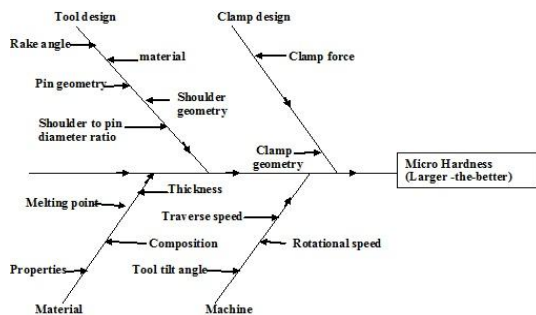 Tool design
Clamp design
Rake angle
material
Clamp force
Pin geometry
Shoulder
geometry
Shoulder to pin
diameter ratio
Clamp
geometry
Micro Hardness
(Larger -the-better)
Thickness
Melting point
Traverse speed
Composition
Rotational speed
Properties
Tool tilt angle
Material
Machine